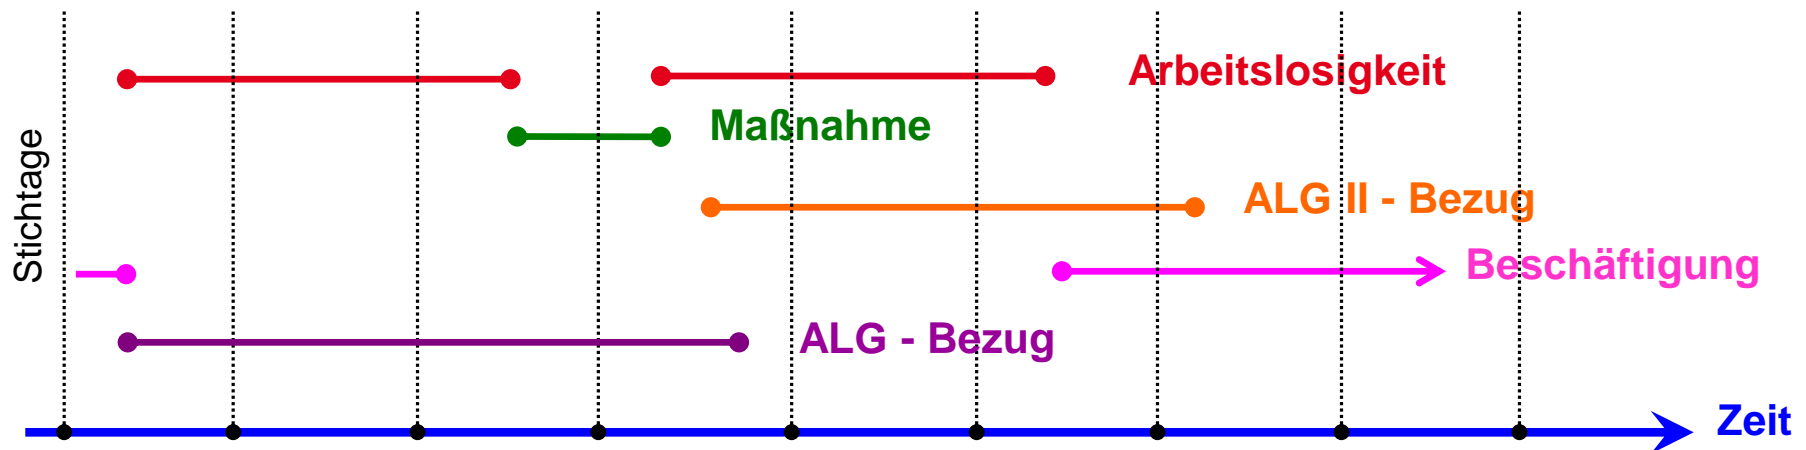 Arbeitslosigkeit
Maßnahme
Stichtage
ALG II - Bezug
Beschäftigung
ALG - Bezug
Zeit